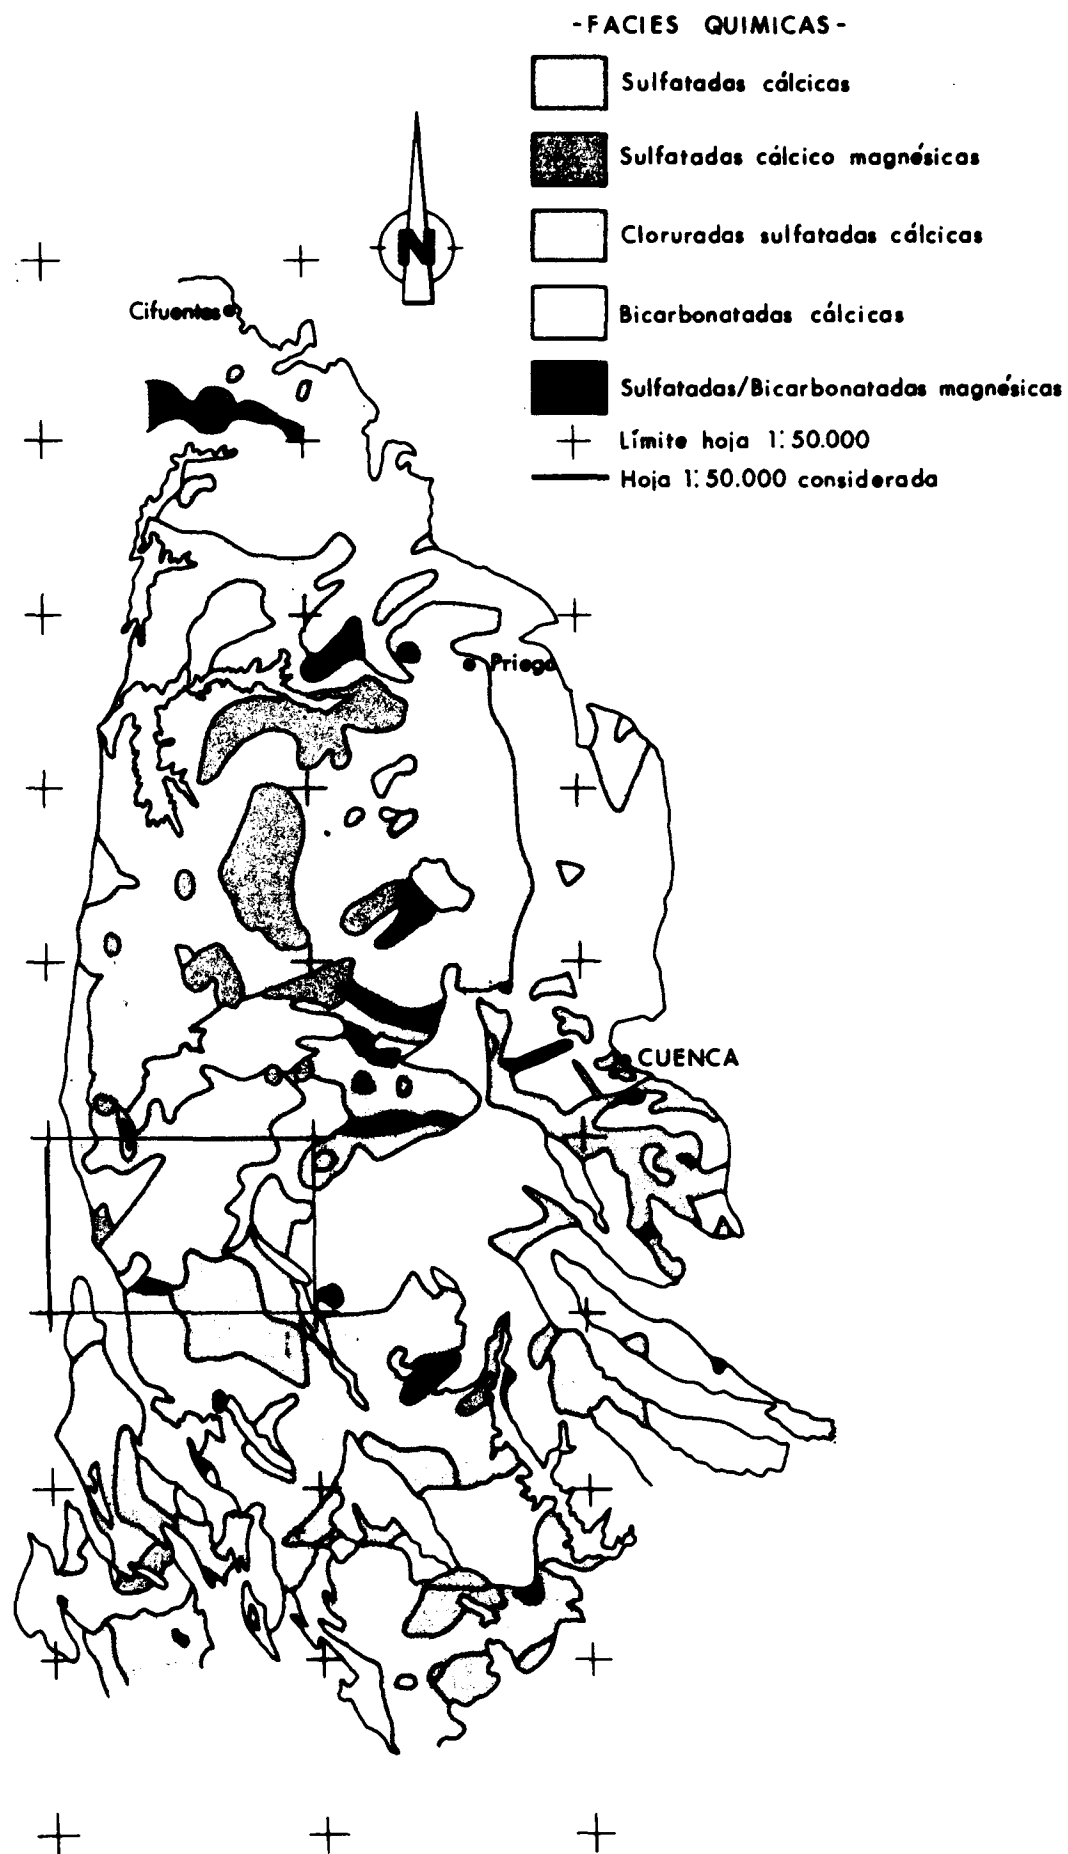 -FACIES QUIMICAS-
Sulfatadas cálcicas
Sulfatadas cálcico magnésicas
Cloruradas sulfatadas cálcicas
Bicarbonatadas cálcicas
Sulfatadas/Bicarbonatadas magnésicas
Límite hoja 1:50.000
Hoja 1:50.000 considerada
N
Cifuentes
Priego
CUENCA